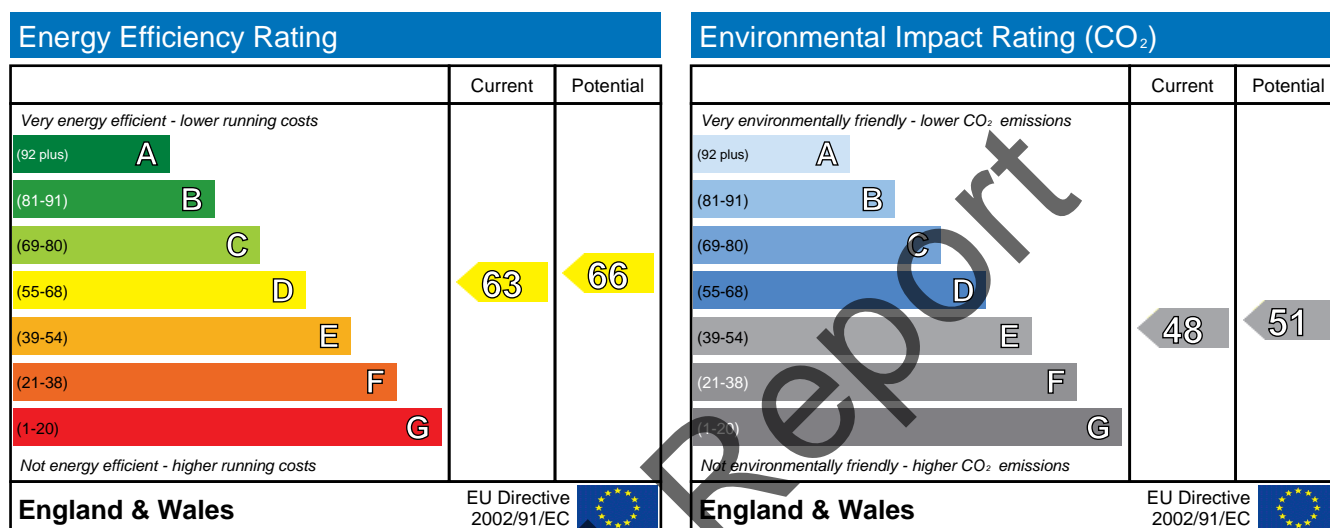 Energy Efficiency Rating
Current Potential
Very energy efficient - lower running costs
(92 plus) A
(81-91) B
(69-80) C
(55-68) D
(39-54) E
(21-38) F
(1-20) G
63
66
Not energy efficient - higher running costs
England & Wales
EU Directive
2002/91/EC
Environmental Impact Rating (CO₂)
Current Potential
Very environmentally friendly - lower CO₂ emissions
(92 plus) A
(81-91) B
(69-80) C
(55-68) D
(39-54) E
(21-38) F
(1-20) G
48
51
Not environmentally friendly - higher CO₂ emissions
England & Wales
EU Directive
2002/91/EC
Report